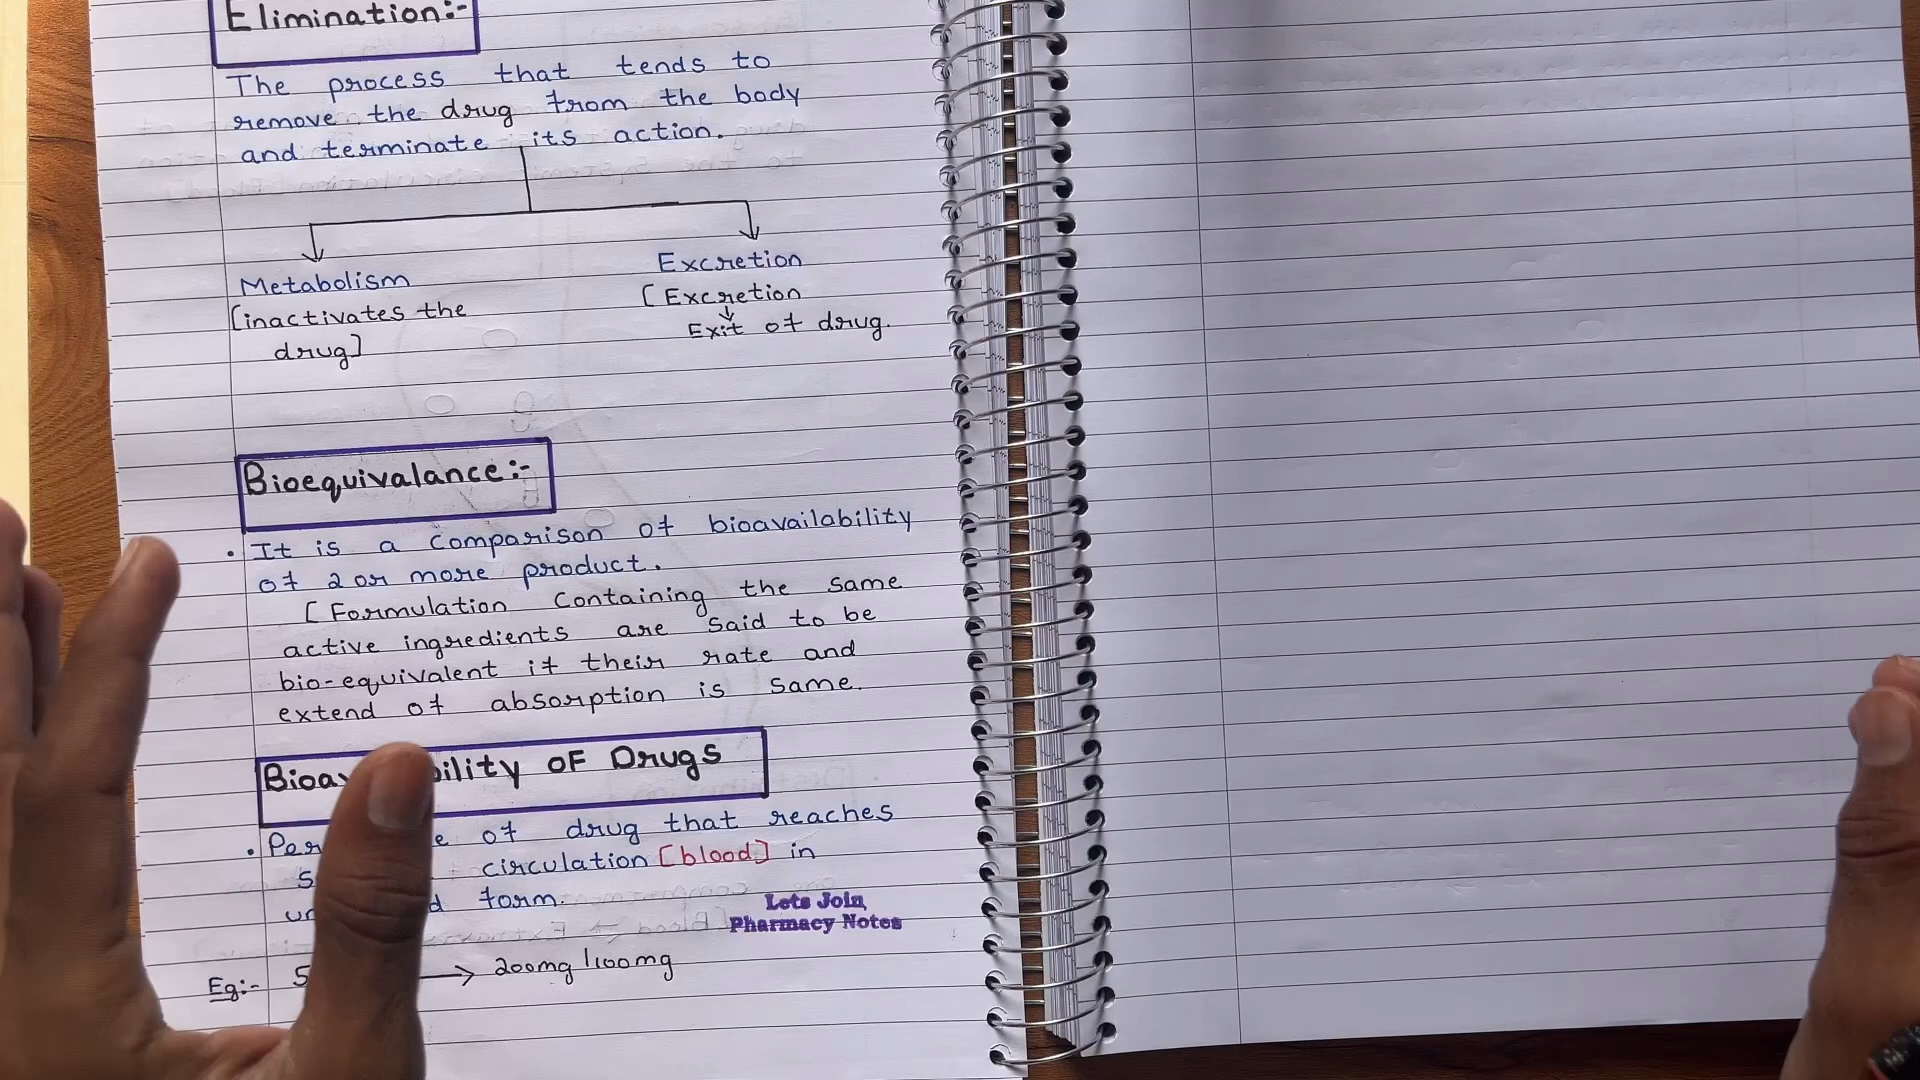 Elimination:-
The process that tends to
remove the drug from the body
and terminate its action.
Metabolism
[inactivates the
drug]
Excretion
[Excretion
↓
Exit of drug.
Bioequivalance:-
• It is a comparison of bioavailability
of 2 or more product.
[Formulation containing the same
active ingredients are said to be
bio-equivalent if their rate and
extend of absorption is same.
of Drugs
• of drug that reaches
circulation [blood] in
form.
Lets Join
Pharmacy Notes
Eg:- → 200mg/100mg